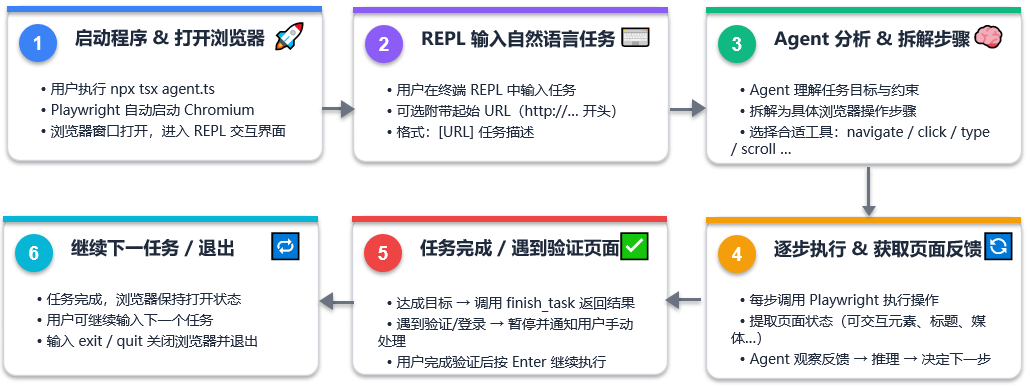 1
启动程序 & 打开浏览器
• 用户执行 npx tsx agent.ts
• Playwright 自动启动 Chromium
• 浏览器窗口打开，进入 REPL 交互界面
2
REPL 输入自然语言任务
• 用户在终端 REPL 中输入任务
• 可选附带起始 URL（http://... 开头）
• 格式：[URL] 任务描述
3
Agent 分析 & 拆解步骤
• Agent 理解任务目标与约束
• 拆解为具体浏览器操作步骤
• 选择合适工具：navigate / click / type
/ scroll ...
4
逐步执行 & 获取页面反馈
• 每步调用 Playwright 执行操作
• 提取页面状态（可交互元素、标题、媒
体...）
• Agent 观察反馈 → 推理 → 决定下一步
5
任务完成 / 遇到验证页面
• 达成目标 → 调用 finish_task 返回结果
• 遇到验证/登录 → 暂停并通知用户手动
处理
• 用户完成验证后按 Enter 继续执行
6
继续下一任务 / 退出
• 任务完成，浏览器保持打开状态
• 用户可继续输入下一个任务
• 输入 exit / quit 关闭浏览器并退出